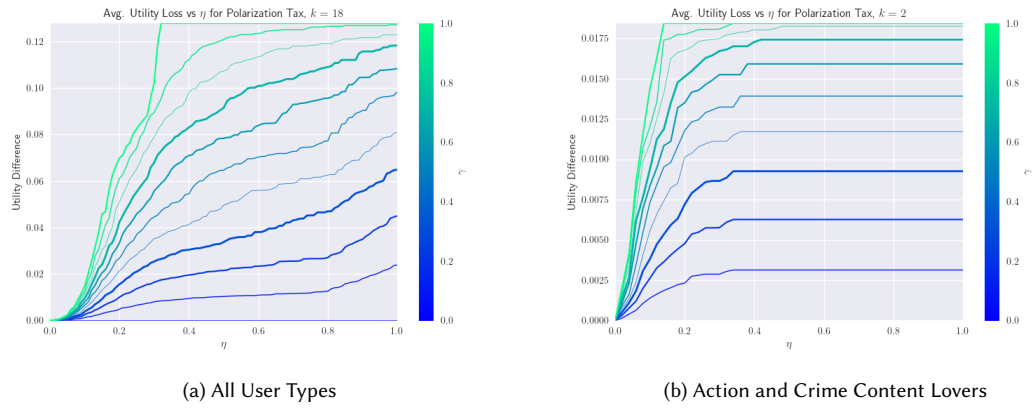 Avg. Utility Loss vs η for Polarization Tax, k = 18
Utility Difference
0.12
0.10
0.08
0.06
0.04
0.02
0.00
0.0 0.2 0.4 0.6 0.8 1.0
η
1.0
0.8
0.6
0.4
0.2
0.0
γ
(a) All User Types
Avg. Utility Loss vs η for Polarization Tax, k = 2
Utility Difference
0.0175
0.0150
0.0125
0.0100
0.0075
0.0050
0.0025
0.0000
0.0 0.2 0.4 0.6 0.8 1.0
η
1.0
0.8
0.6
0.4
0.2
0.0
γ
(b) Action and Crime Content Lovers